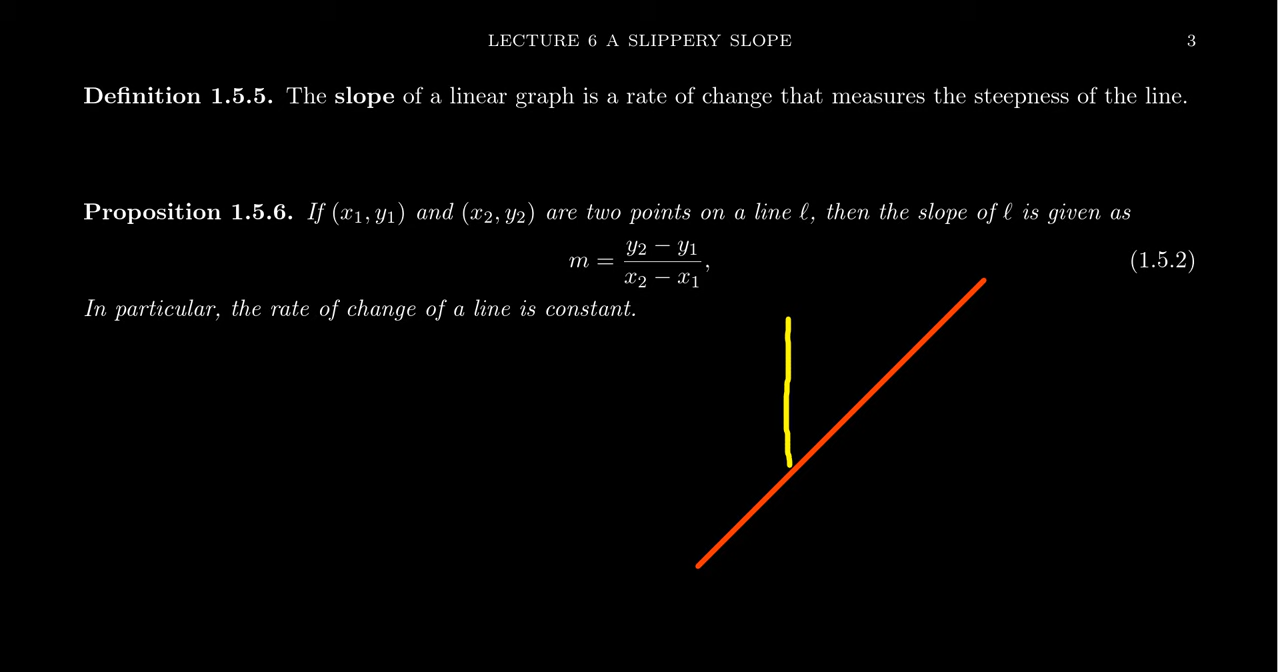 LECTURE 6 A SLIPPERY SLOPE 3
Definition 1.5.5. The slope of a linear graph is a rate of change that measures the steepness of the line.
Proposition 1.5.6. If (x₁, y₁) and (x₂, y₂) are two points on a line ℓ, then the slope of ℓ is given as
m = \frac{y₂ − y₁}{x₂ − x₁}, (1.5.2)
In particular, the rate of change of a line is constant.